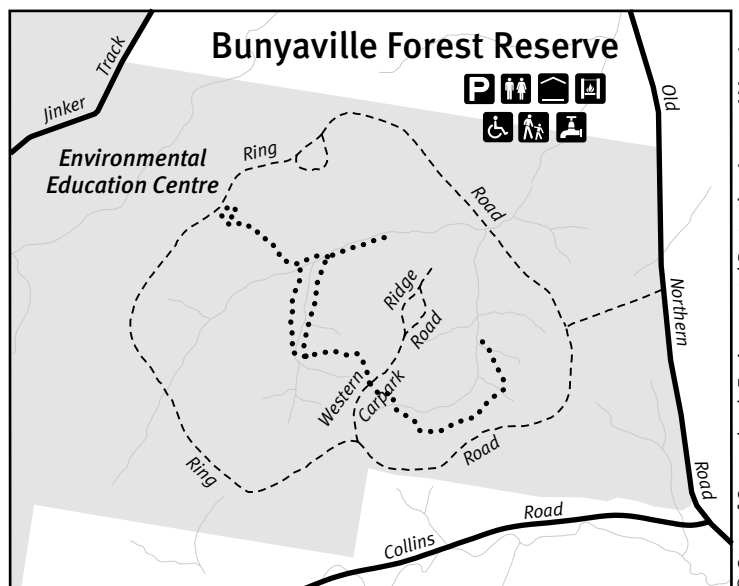 Bunyaville Forest Reserve
P
Jinker Track
Old Northern Road
Environmental
Education Centre
Ring Road
Ridge Road
Western
Carpark
Ring Road
Collins Road